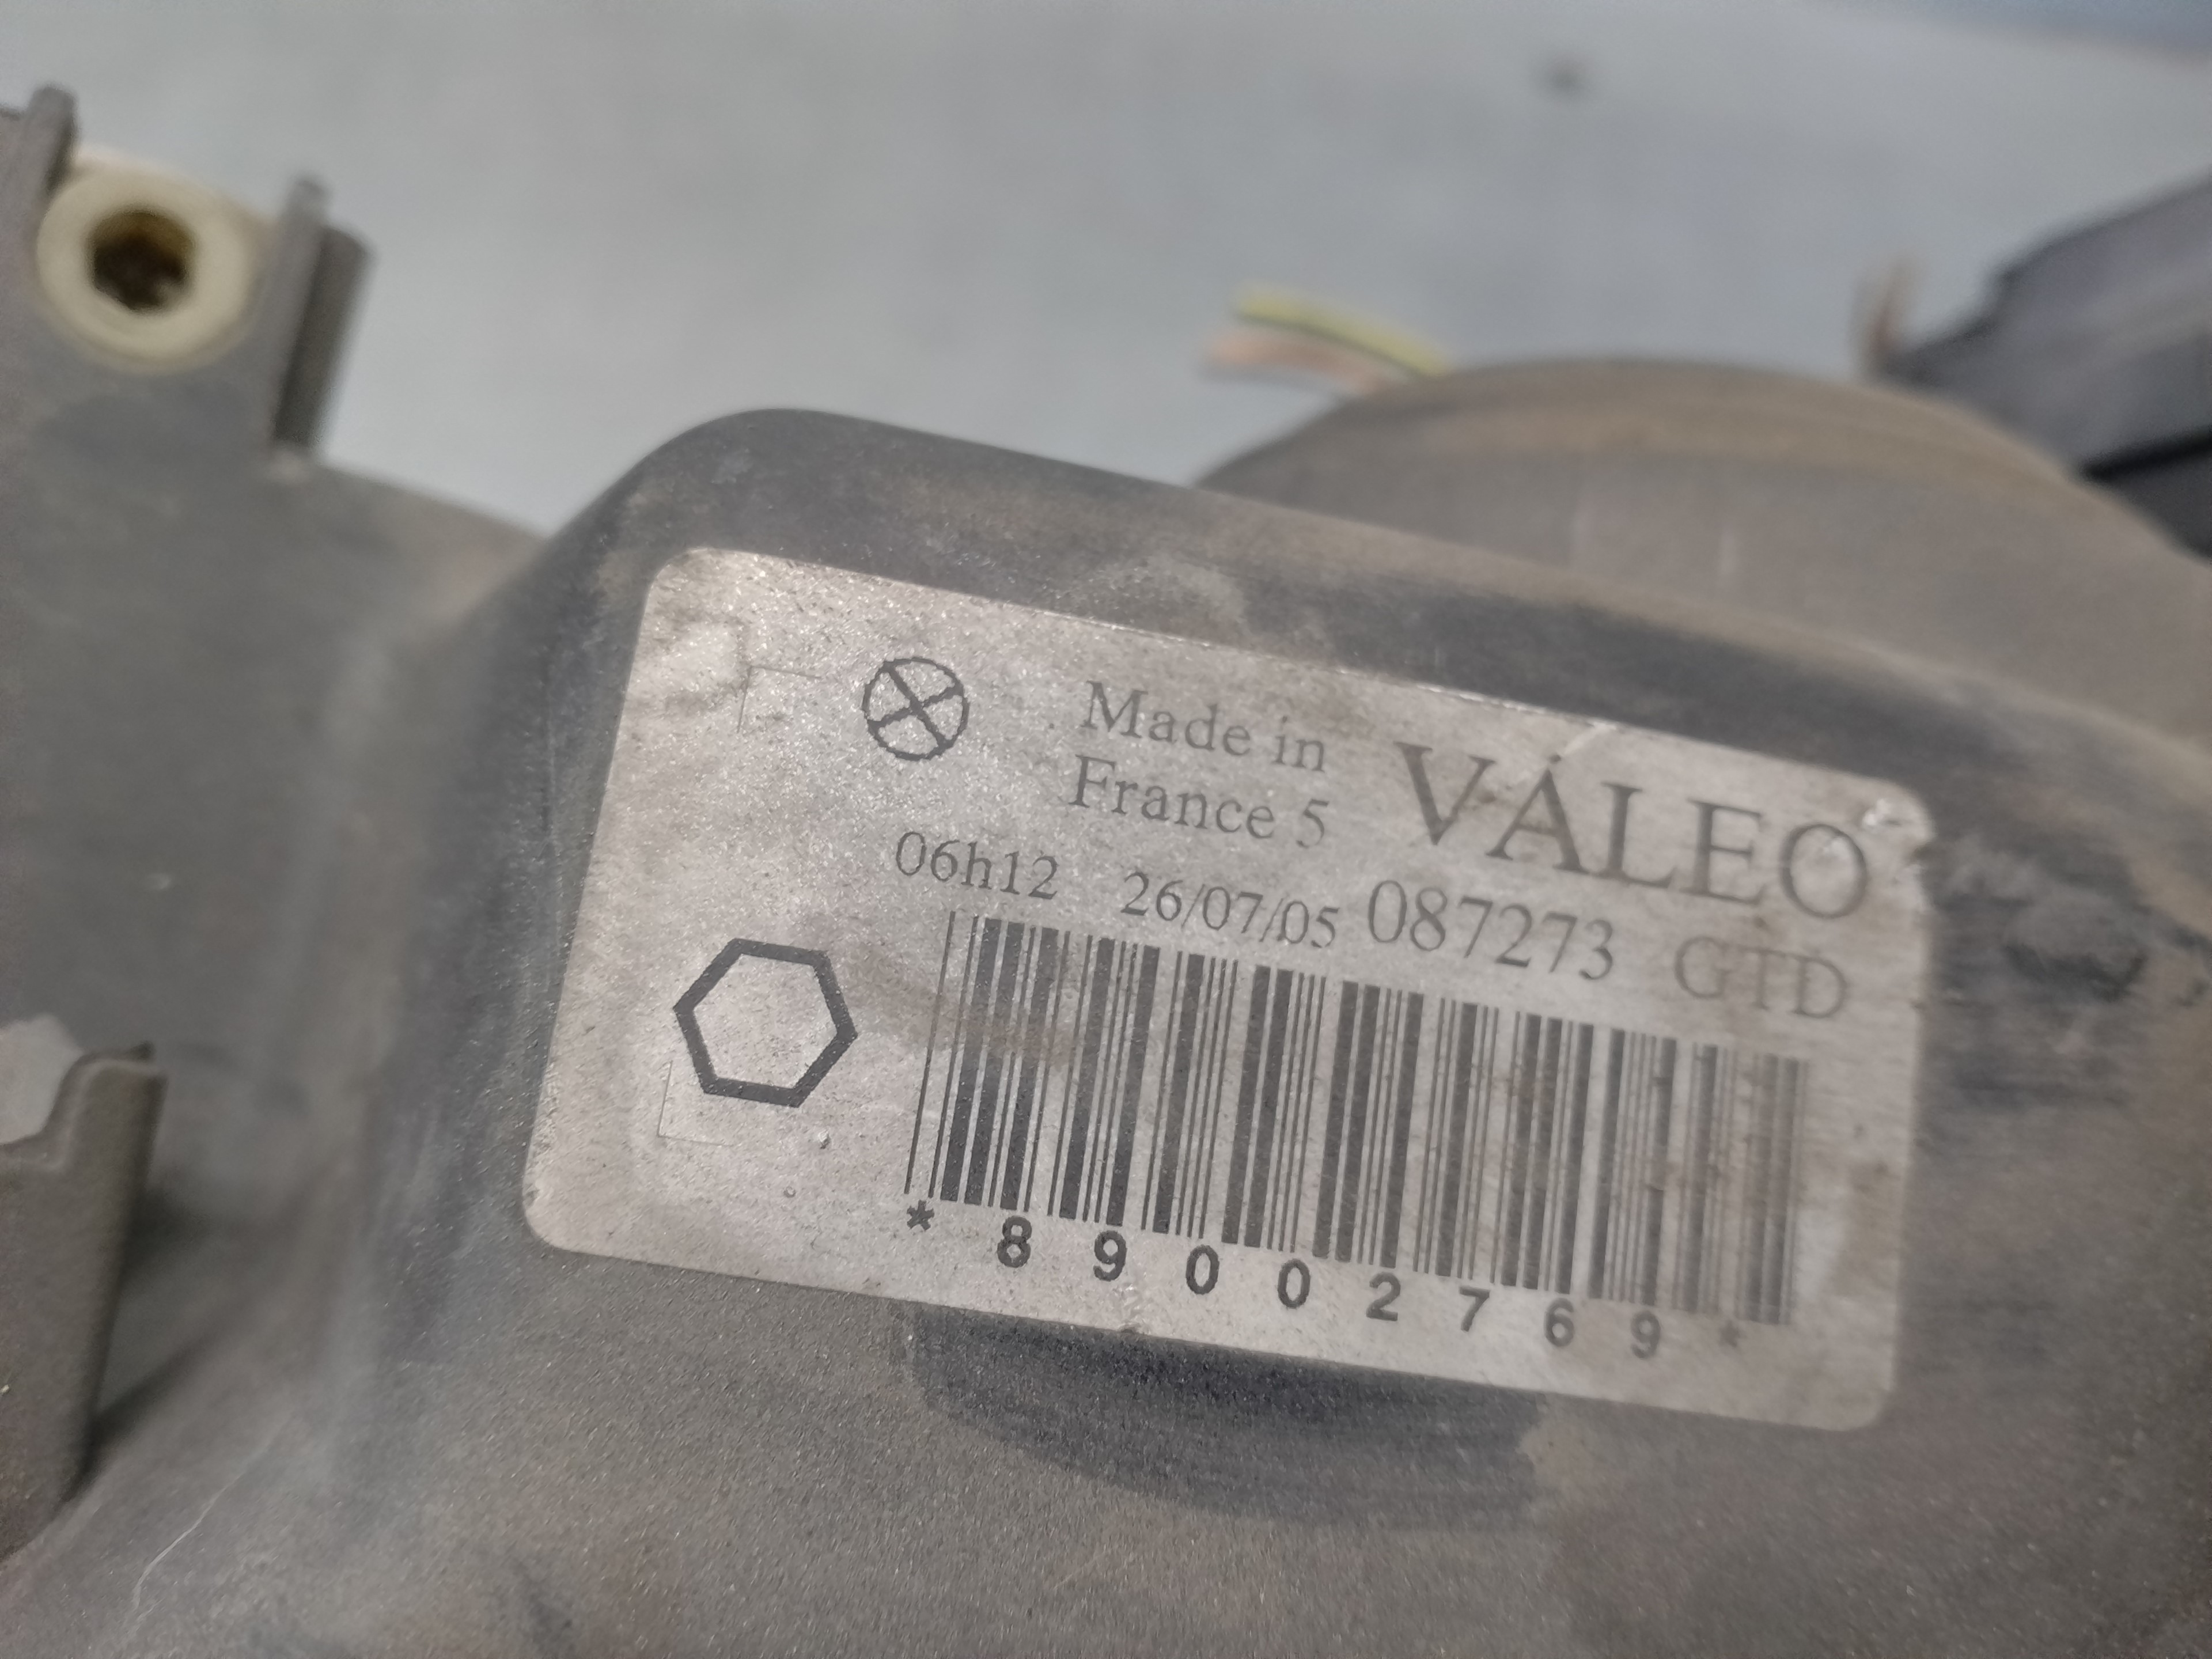 Made in
France 5 VALEO
06h12 26/07/05 087273 GTD
*89002769*